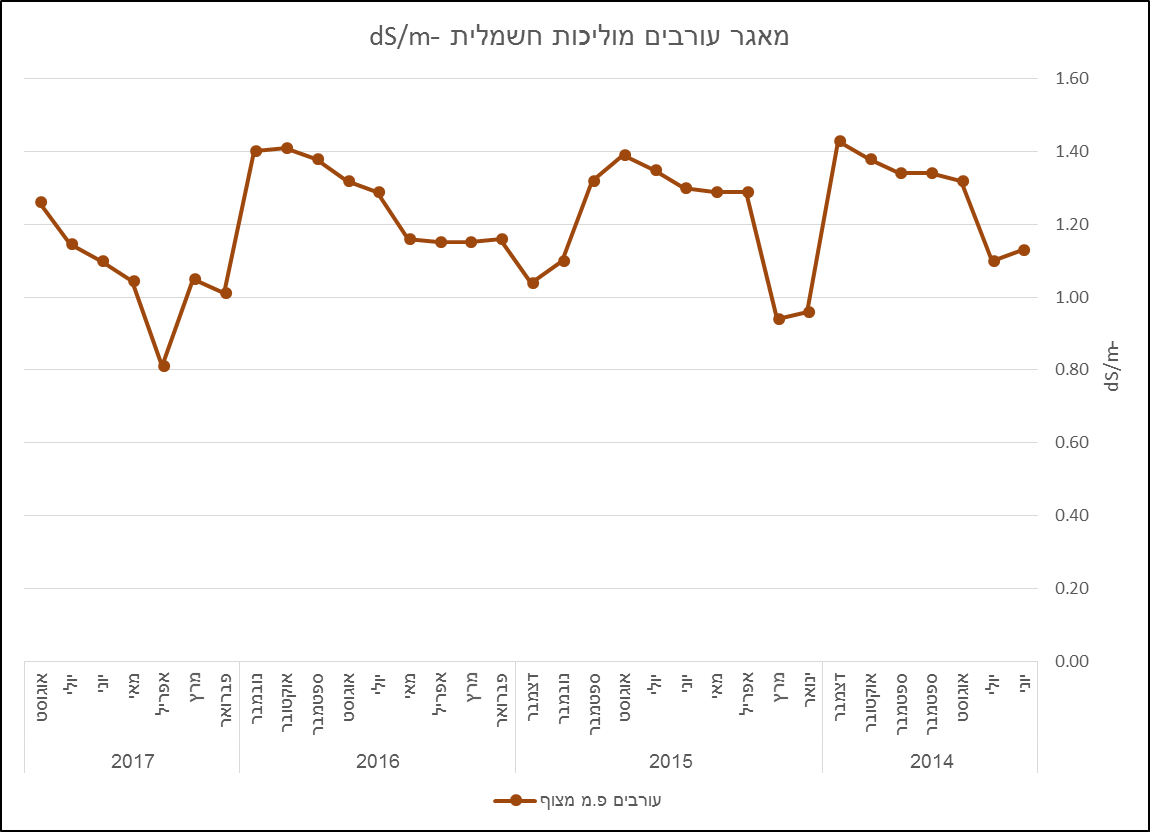 מאגר עורבים מוליכות חשמלית -dS/m
1.60
1.40
1.20
1.00
0.80
0.60
0.40
0.20
0.00
dS/m-
יוני
יולי
אוגוסט
ספטמבר
ספטמבר
אוקטובר
דצמבר
ינואר
מרץ
אפריל
מאי
יוני
יולי
אוגוסט
ספטמבר
נובמבר
דצמבר
פברואר
מרץ
אפריל
מאי
יולי
אוגוסט
ספטמבר
אוקטובר
נובמבר
פברואר
מרץ
אפריל
מאי
יוני
יולי
אוגוסט
2014
2015
2016
2017
עורבים פ.מ מצוף